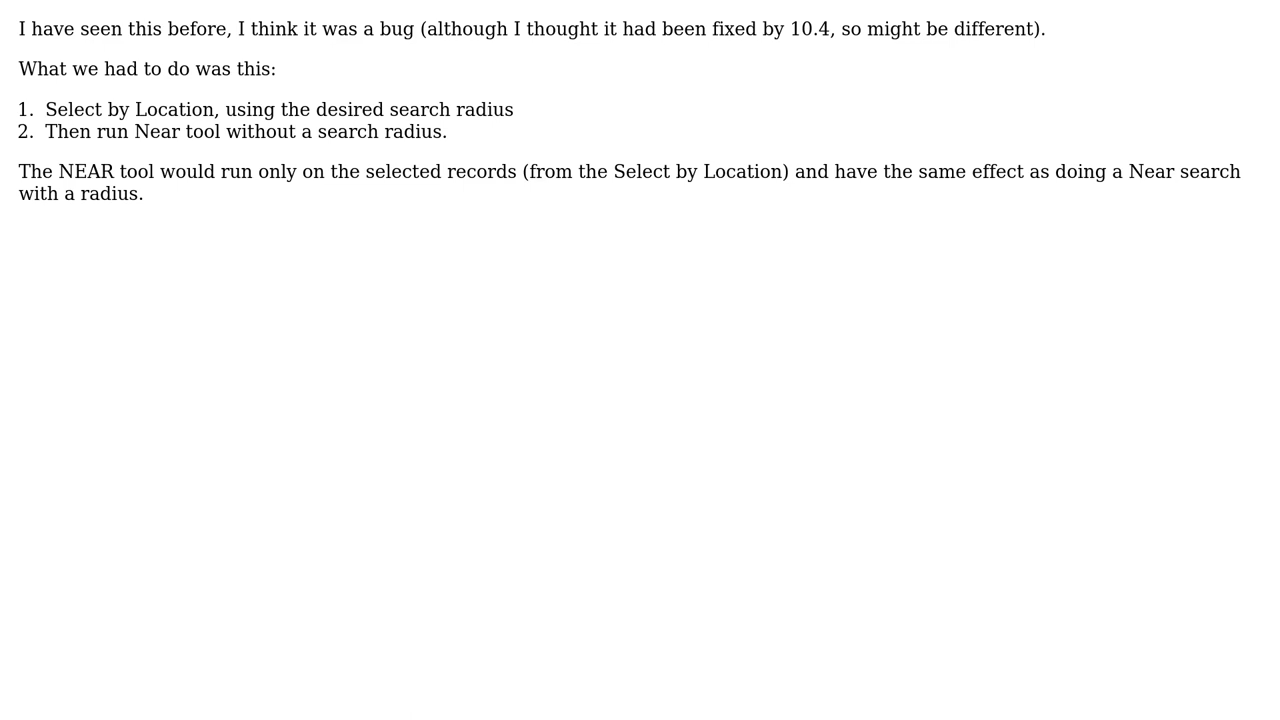 I have seen this before, I think it was a bug (although I thought it had been fixed by 10.4, so might be different).
What we had to do was this:
1. Select by Location, using the desired search radius
2. Then run Near tool without a search radius.
The NEAR tool would run only on the selected records (from the Select by Location) and have the same effect as doing a Near search
with a radius.